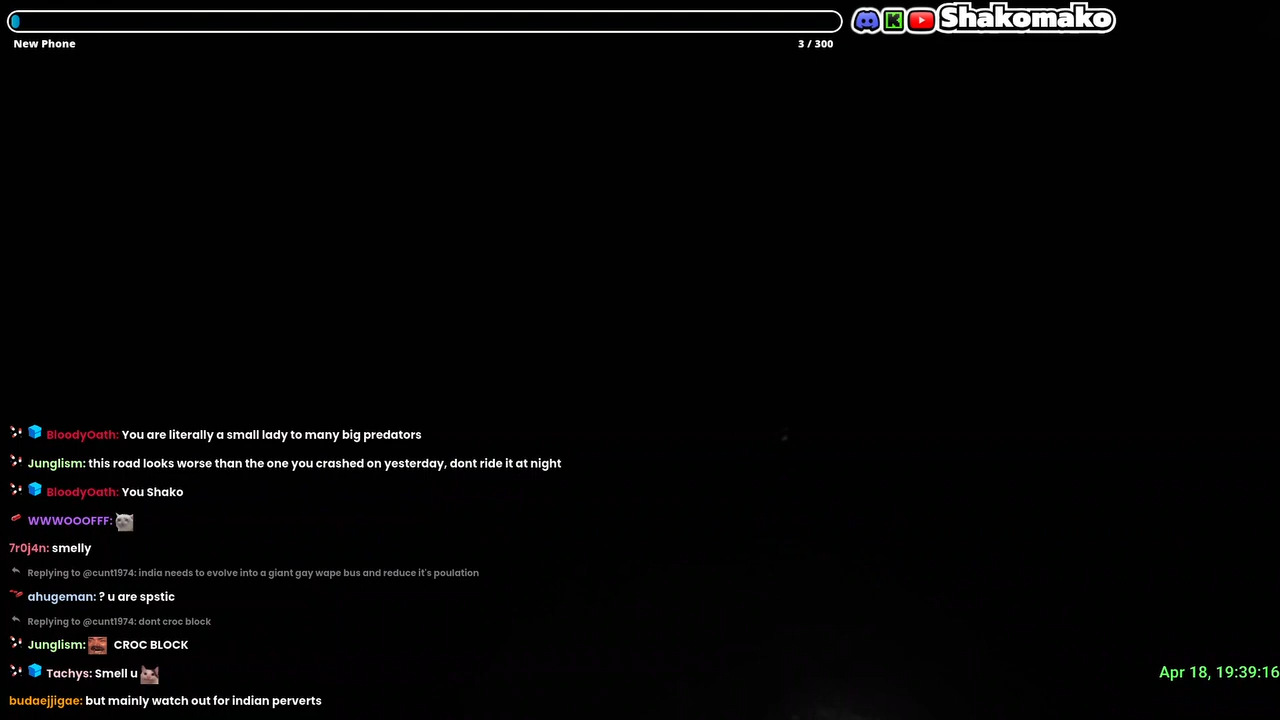 Shakomako
New Phone
3 / 300
BloodyOath: You are literally a small lady to many big predators
Junglism: this road looks worse than the one you crashed on yesterday, dont ride it at night
BloodyOath: You Shako
WWWOOOFFF:
7r0j4n: smelly
Replying to @cunt1974: india needs to evolve into a giant gay wape bus and reduce it's poulation
ahugeman: ? u are spstic
Replying to @cunt1974: dont croc block
Junglism: CROC BLOCK
Tachys: Smell u
Apr 18, 19:39:16
budaejjigae: but mainly watch out for indian perverts